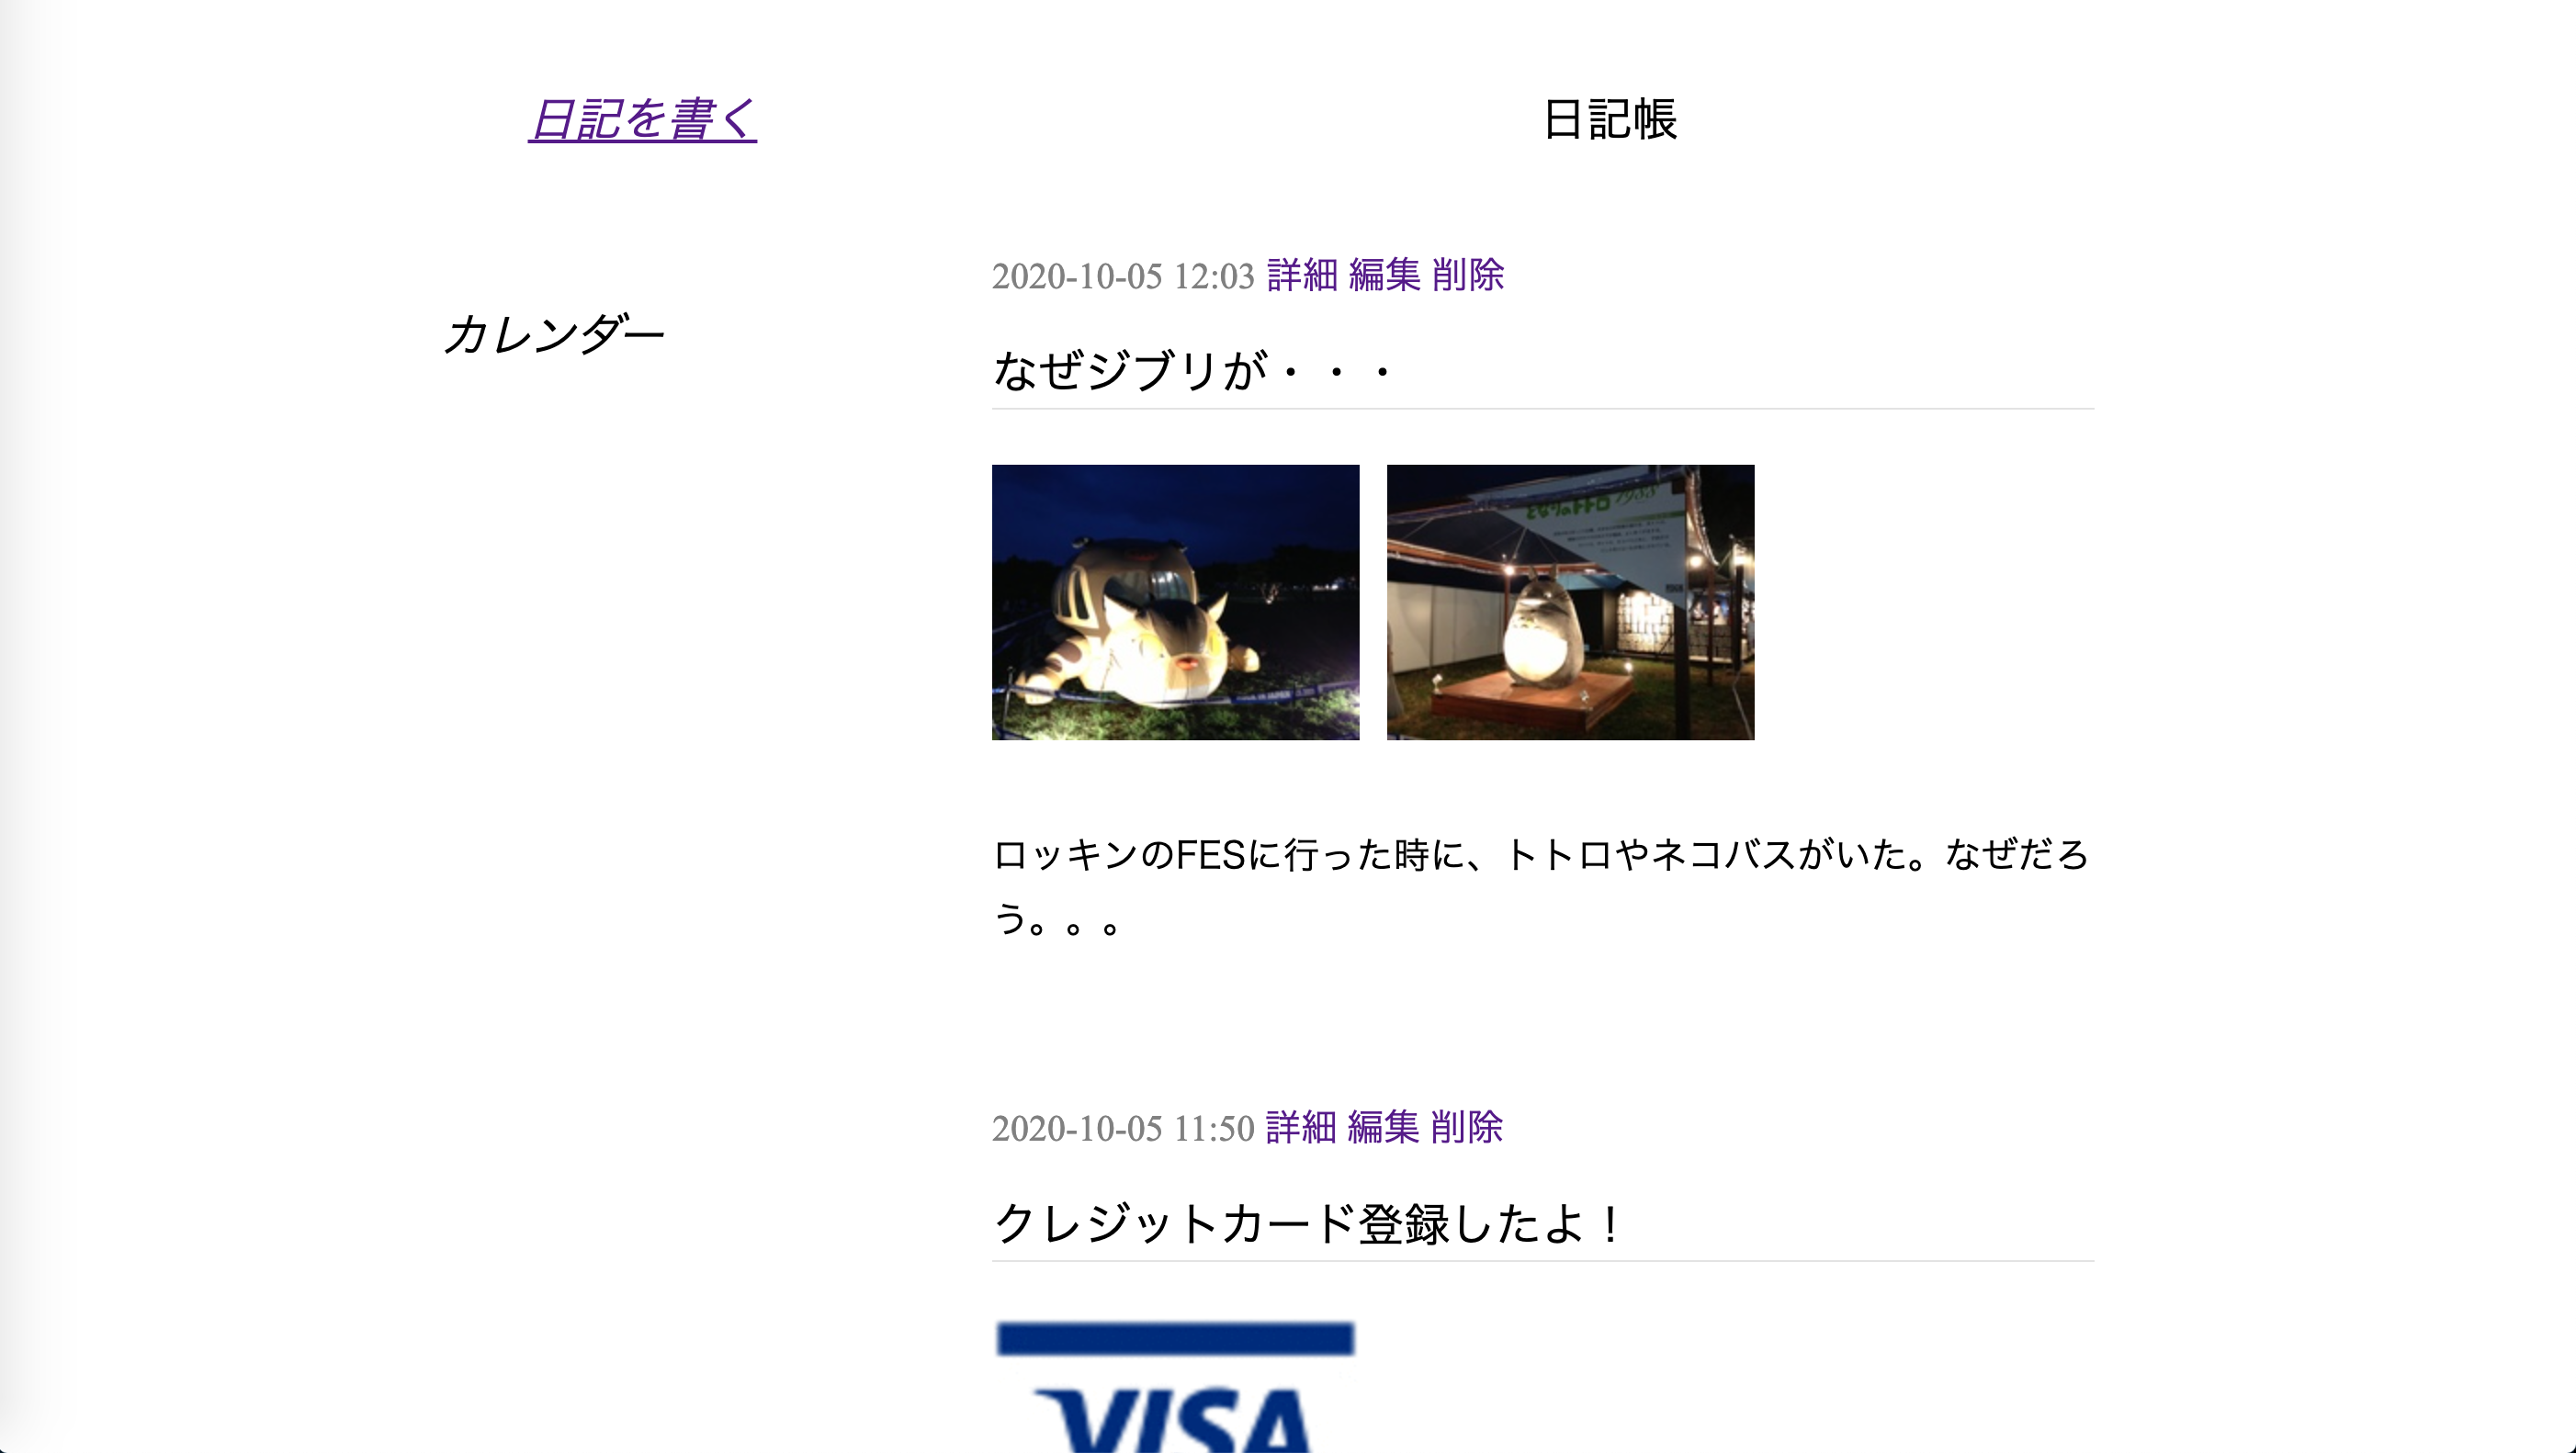 日記を書く
日記帳
カレンダー
2020-10-05 12:03 詳細 編集 削除
なぜジブリが・・・
となりのトトロ 1988
ロッキンのFESに行った時に、トトロやネコバスがいた。なぜだろ
う。。。
2020-10-05 11:50 詳細 編集 削除
クレジットカード登録したよ！
VISA